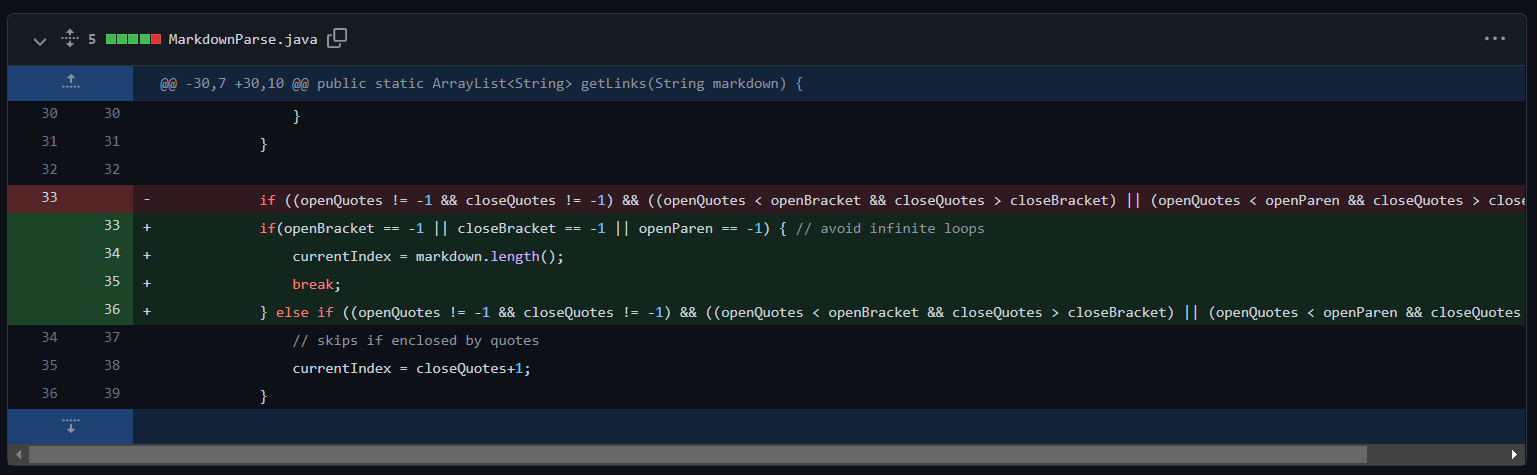 5 MarkdownParse.java
@@ -30,7 +30,10 @@ public static ArrayList<String> getLinks(String markdown) {
30 30 }
31 31 }
32 32
33 - if ((openQuotes != -1 && closeQuotes != -1) && ((openQuotes < openBracket && closeQuotes > closeBracket) || (openQuotes < openParen && closeQuotes > close
33 + if(openBracket == -1 || closeBracket == -1 || openParen == -1) { // avoid infinite loops
34 + currentIndex = markdown.length();
35 + break;
36 + } else if ((openQuotes != -1 && closeQuotes != -1) && ((openQuotes < openBracket && closeQuotes > closeBracket) || (openQuotes < openParen && closeQuotes
34 37 // skips if enclosed by quotes
35 38 currentIndex = closeQuotes+1;
36 39 }